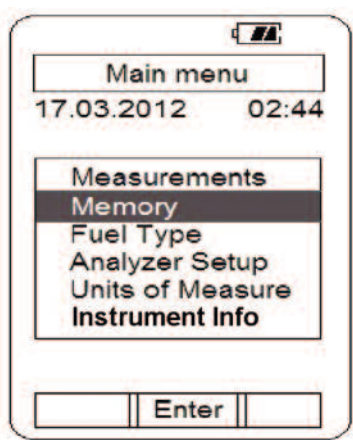 Main menu
17.03.2012 02:44
Measurements
Memory
Fuel Type
Analyzer Setup
Units of Measure
Instrument Info
Enter